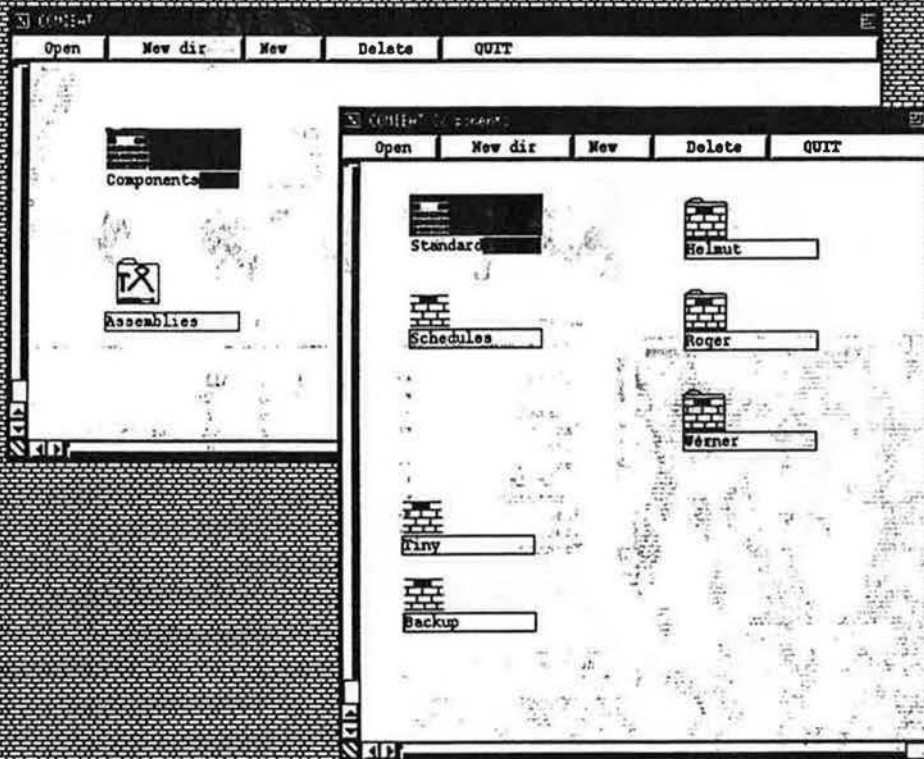 Open New dir New Delete QUIT
Components
Assemblies
Open New dir New Delete QUIT
Standard
Helmut
Schedules
Roger
Werner
Tiny
Backup